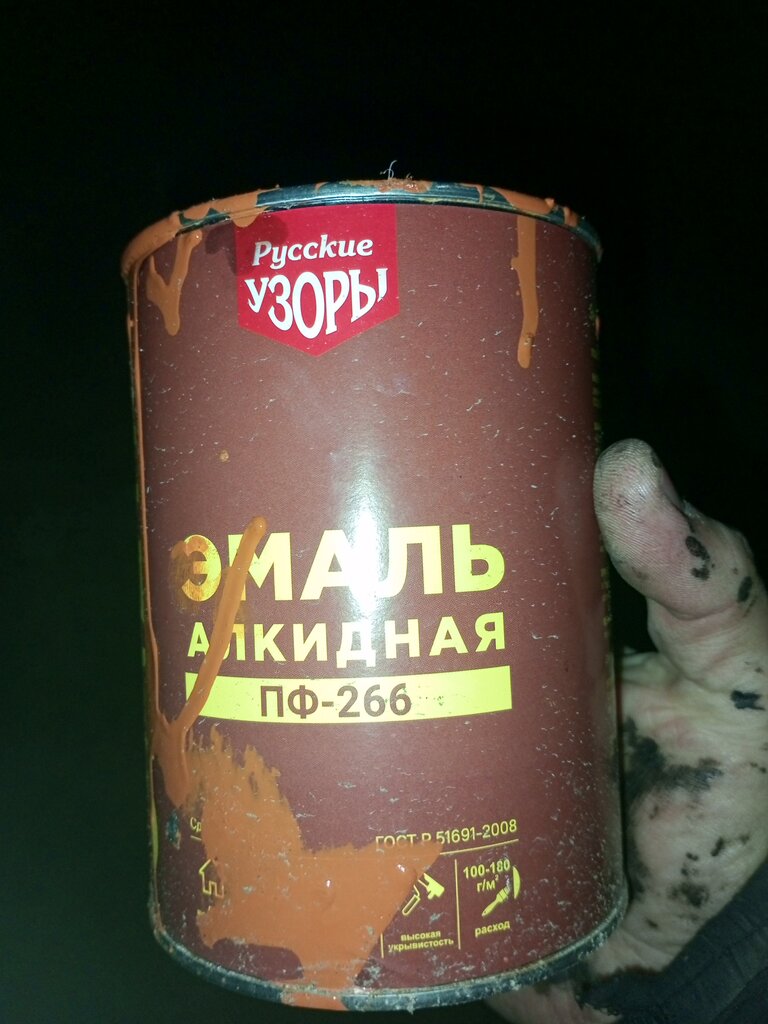 Русские
УЗОРЫ
ЭМАЛЬ
АЛКИДНАЯ
ПФ-266
ГОСТ Р 51691-2008
100-180
г/м²
высокая
укрывистость
расход